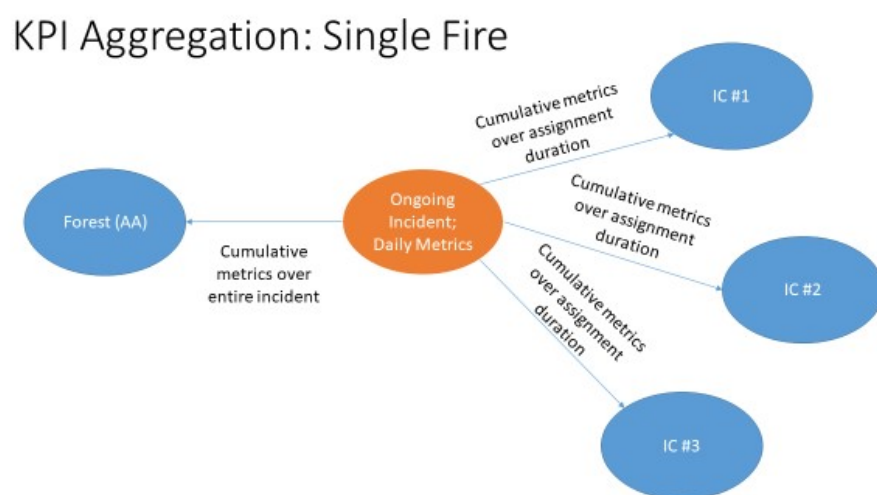 KPI Aggregation: Single Fire
IC #1
Cumulative metrics
over assignment
duration
Forest (AA)
Ongoing
Incident;
Daily Metrics
Cumulative metrics
over assignment
duration
Cumulative
metrics over
entire incident
Cumulative metrics
over assignment
duration
IC #2
IC #3